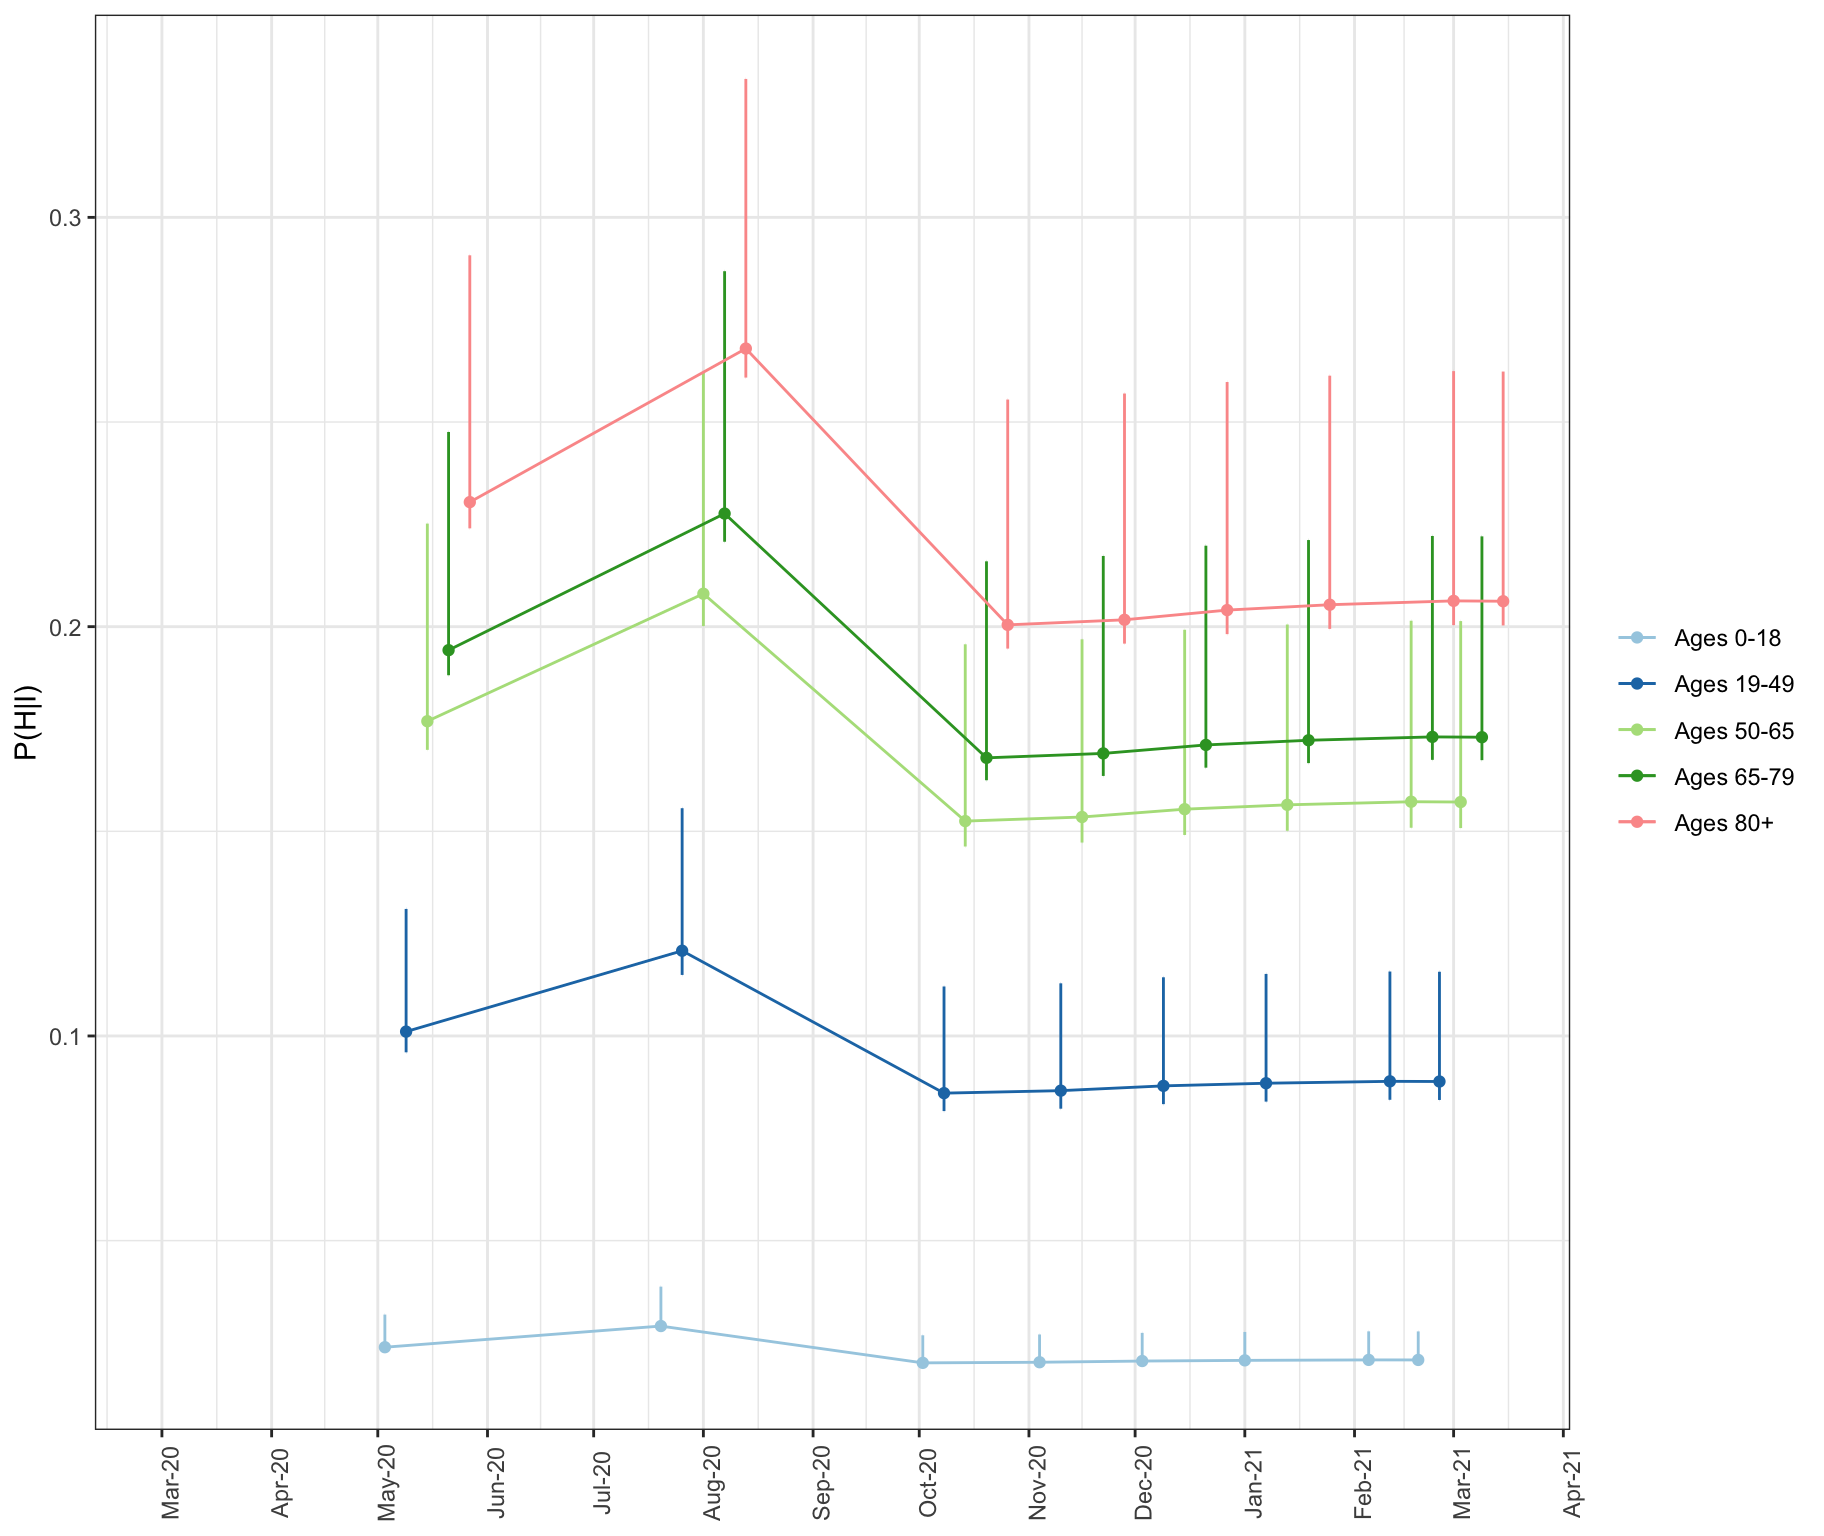 P(H|I)
0.3
0.2
0.1
Mar-20
Apr-20
May-20
Jun-20
Jul-20
Aug-20
Sep-20
Oct-20
Nov-20
Dec-20
Jan-21
Feb-21
Mar-21
Apr-21
Ages 0-18
Ages 19-49
Ages 50-65
Ages 65-79
Ages 80+